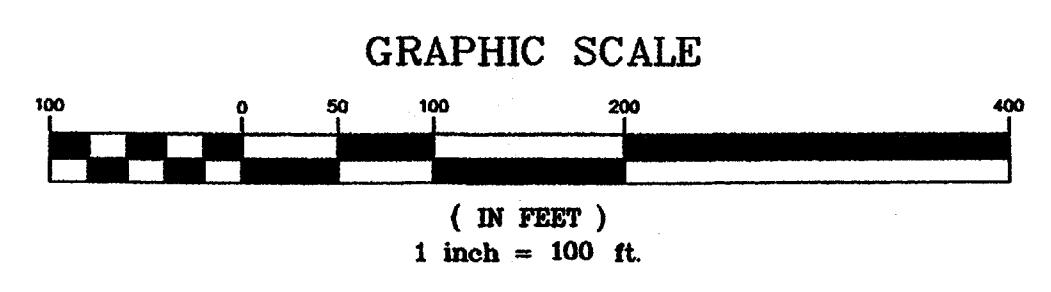 GRAPHIC SCALE
100 0 50 100 200 400
( IN FEET )
1 inch = 100 ft.